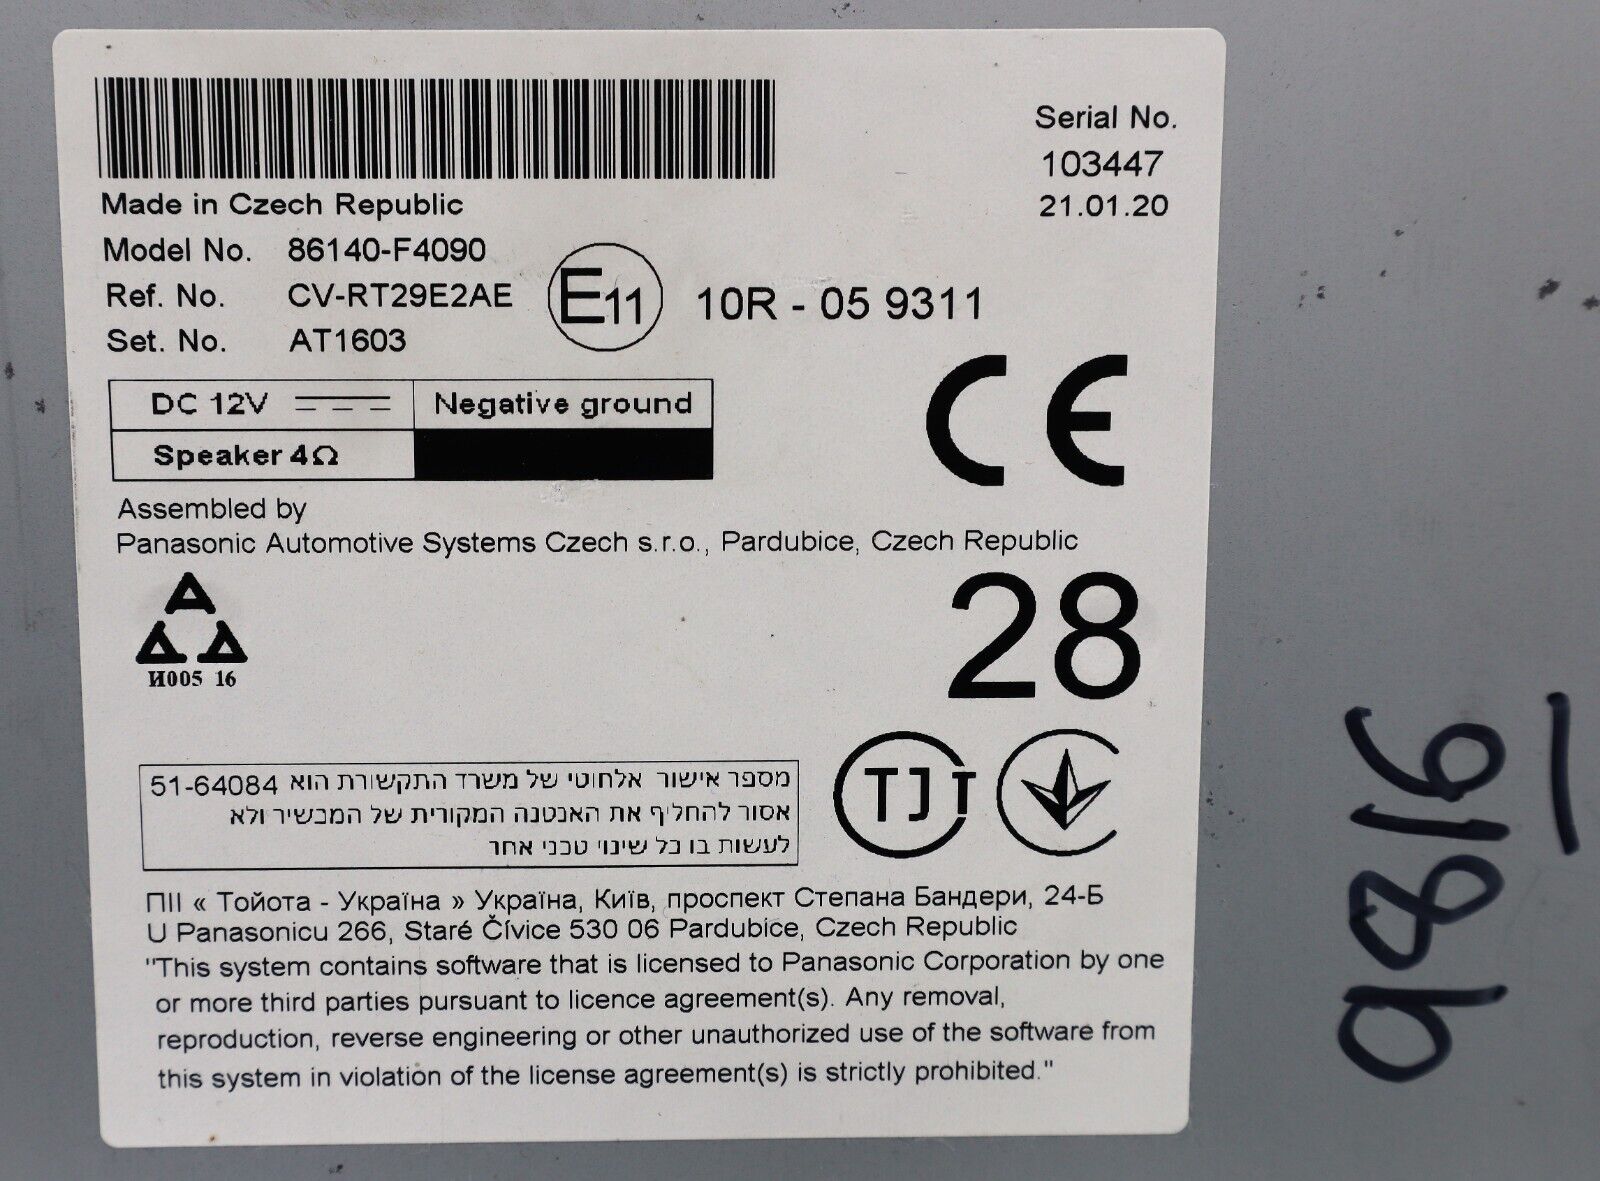 Serial No.
103447
21.01.20
Made in Czech Republic
Model No. 86140-F4090
Ref. No. CV-RT29E2AE
Set. No. AT1603
E11 10R - 05 9311
DC 12V Negative ground
Speaker 4Ω
CE
Assembled by
Panasonic Automotive Systems Czech s.r.o., Pardubice, Czech Republic
28
И005 16
מספר אישור אלחוטי של משרד התקשורת הוא 51-64084
אסור להחליף את האנטנה המקורית של המכשיר ולא
לעשות בו כל שינוי טכני אחר
ПІІ « Тойота - Україна » Україна, Київ, проспект Степана Бандери, 24-Б
U Panasonicu 266, Staré Čívice 530 06 Pardubice, Czech Republic
"This system contains software that is licensed to Panasonic Corporation by one
or more third parties pursuant to licence agreement(s). Any removal,
reproduction, reverse engineering or other unauthorized use of the software from
this system in violation of the license agreement(s) is strictly prohibited."
9816